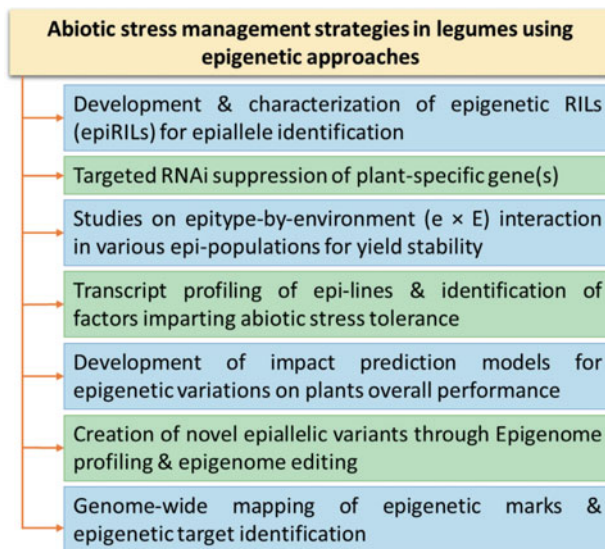 Abiotic stress management strategies in legumes using
epigenetic approaches
Development & characterization of epigenetic RILs
(epiRILs) for epiallele identification
Targeted RNAi suppression of plant-specific gene(s)
Studies on epitype-by-environment (e × E) interaction
in various epi-populations for yield stability
Transcript profiling of epi-lines & identification of
factors imparting abiotic stress tolerance
Development of impact prediction models for
epigenetic variations on plants overall performance
Creation of novel epiallelic variants through Epigenome
profiling & epigenome editing
Genome-wide mapping of epigenetic marks &
epigenetic target identification